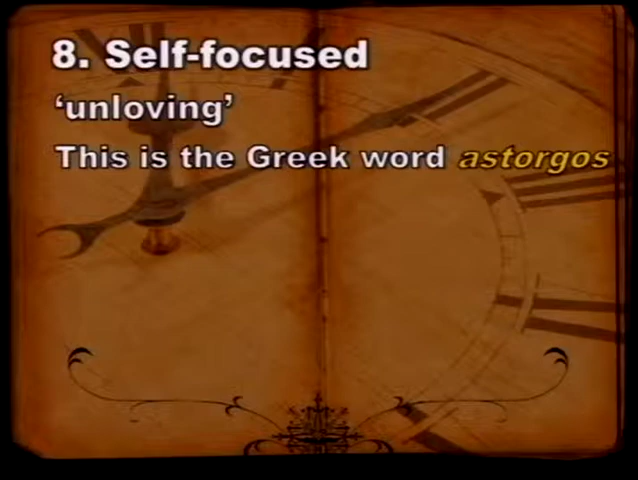 8. Self-focused
‘unloving’
This is the Greek word astorgos